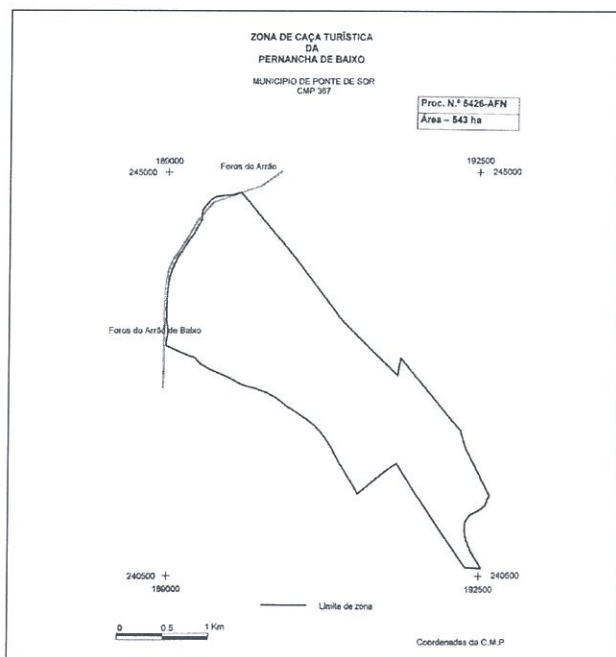 ZONA DE CAÇA TURÍSTICA
DA
PERNANCHA DE BAIXO
MUNICIPIO DE PONTE DE SOR
CMP 367
Proc. N.º 5426-AFN
Área – 543 ha
189000
Foros do Arrão
192500
245000
245000
Foros do Arrão de Baixo
240500
240500
189000
192500
Limite de zona
0 0.5 1 Km
Coordenadas da C.M.P